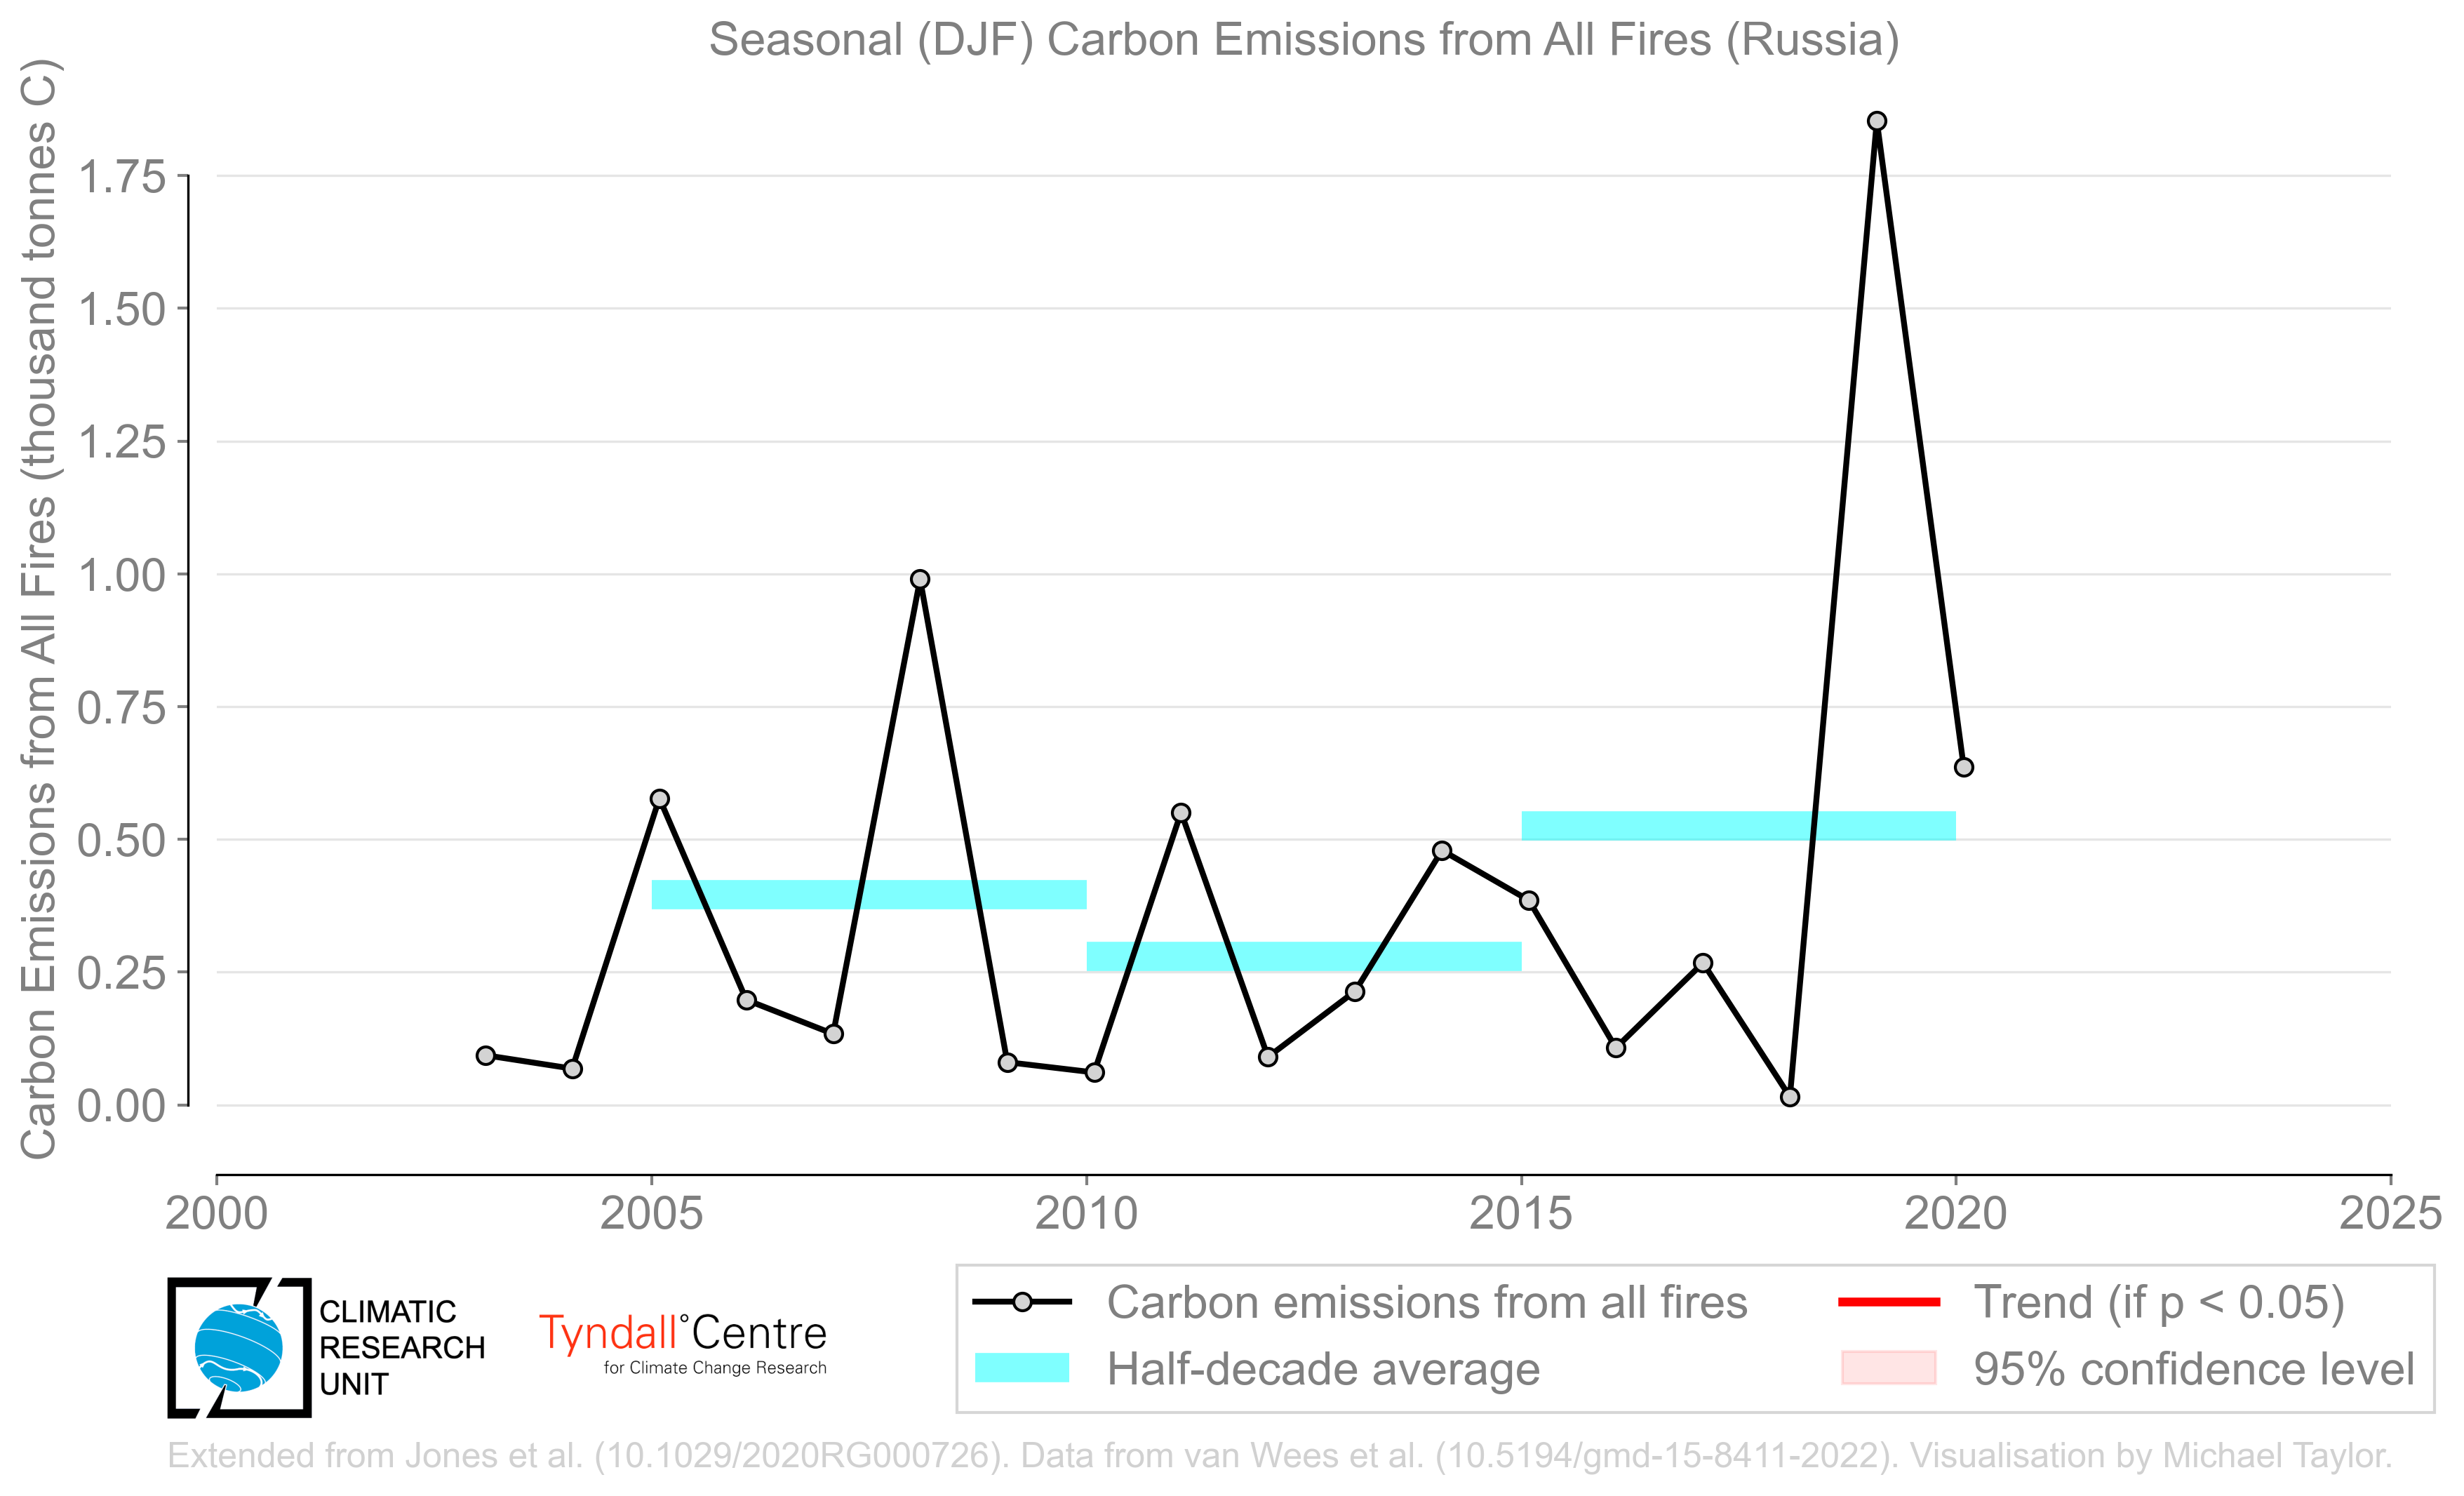 Seasonal (DJF) Carbon Emissions from All Fires (Russia)
Carbon Emissions from All Fires (thousand tonnes C)
1.75
1.50
1.25
1.00
0.75
0.50
0.25
0.00
2000 2005 2010 2015 2020 2025
CLIMATIC
RESEARCH
UNIT
Tyndall°Centre
for Climate Change Research
Carbon emissions from all fires
Half-decade average
Trend (if p < 0.05)
95% confidence level
Extended from Jones et al. (10.1029/2020RG000726). Data from van Wees et al. (10.5194/gmd-15-8411-2022). Visualisation by Michael Taylor.